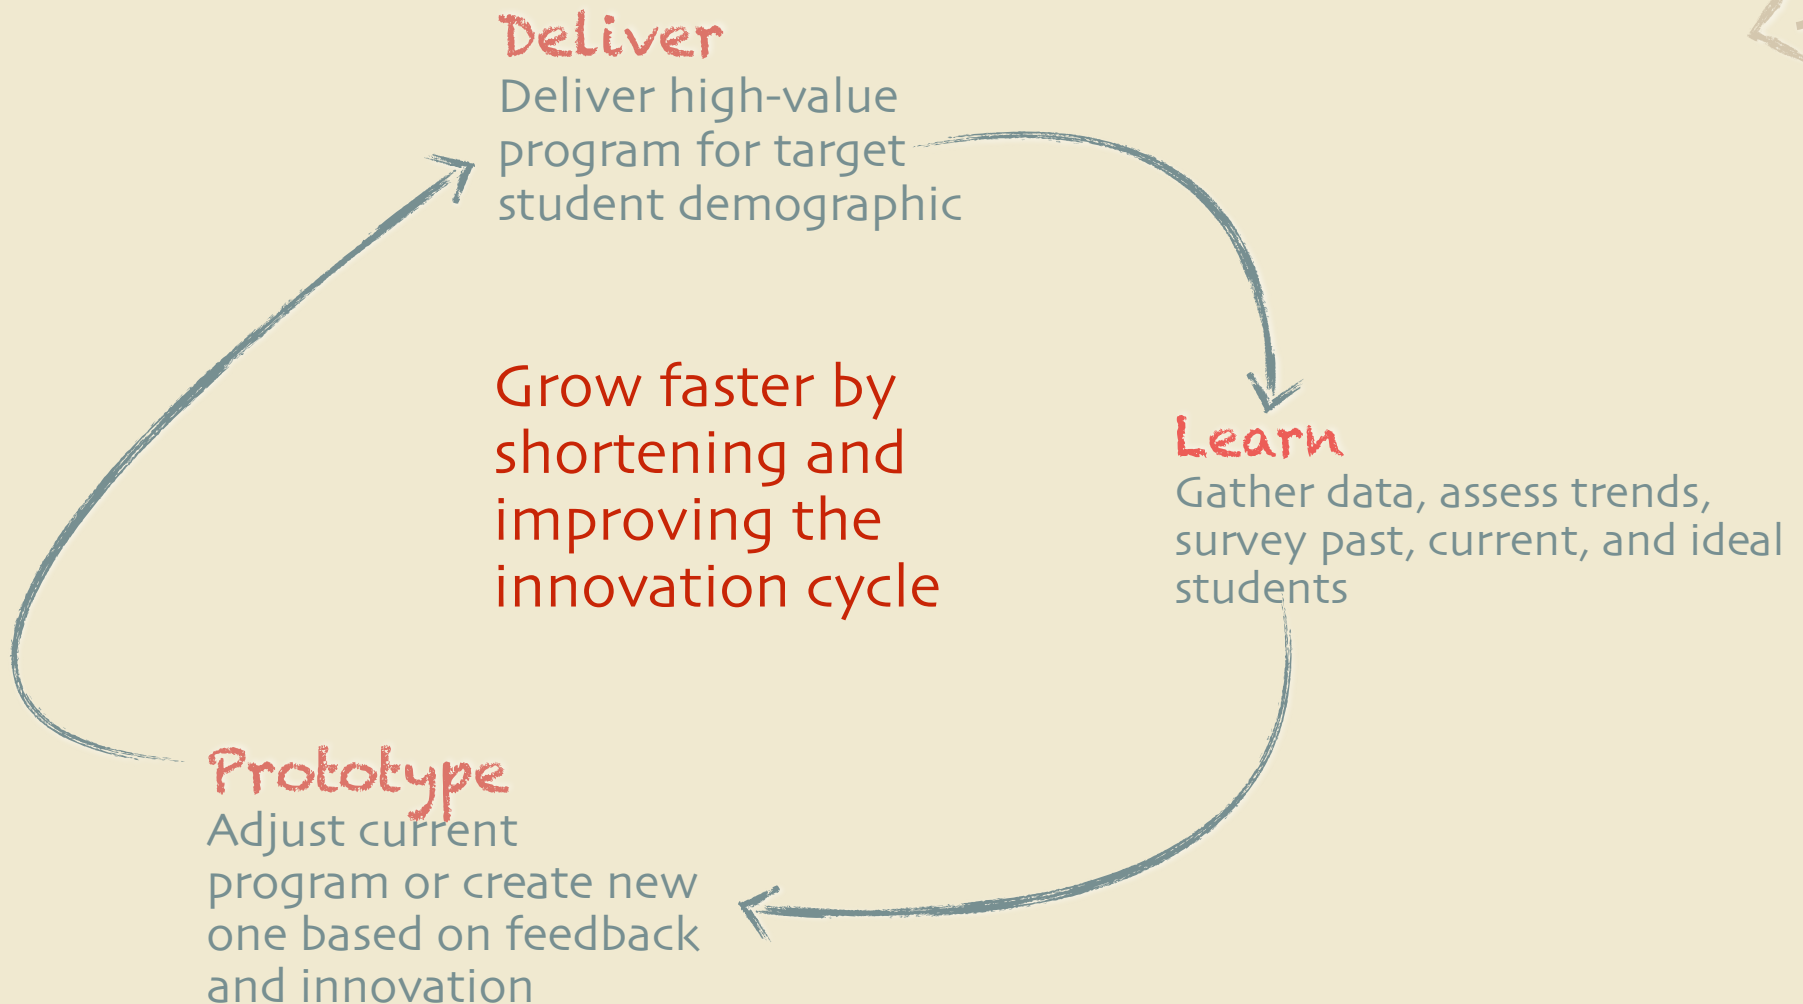 Deliver
Deliver high-value
program for target
student demographic
Grow faster by
shortening and
improving the
innovation cycle
Learn
Gather data, assess trends,
survey past, current, and ideal
students
Prototype
Adjust current
program or create new
one based on feedback
and innovation